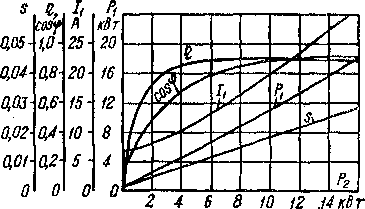 s η, I₁ P₁
cosφ A кВт
0,05 1,0 25 20
0,04 0,8 20 16
0,03 0,6 15 12
0,02 0,4 10 8
0,01 0,2 5 4
0 0 0 0
η
cosφ
I₁
P₁
s
P₂
2 4 6 8 10 12 14 кВт